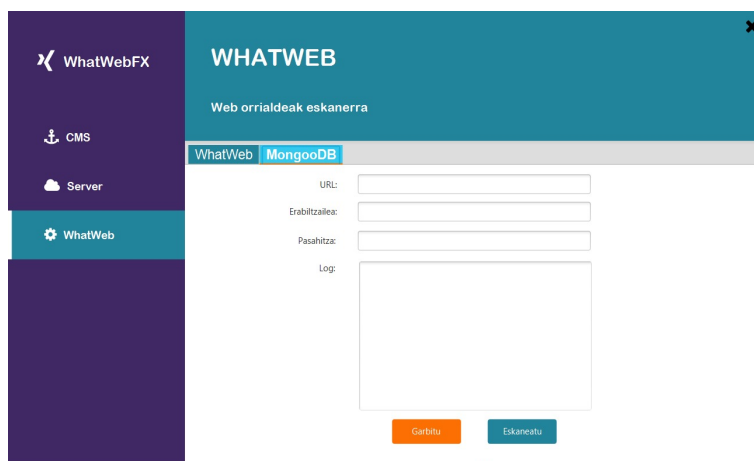 WhatWebFX
CMS
Server
WhatWeb
WHATWEB
Web orrialdeak eskanerra
WhatWeb MongooDB
URL:
Erabiltzailea:
Pasahitza:
Log:
Garbitu Eskaneatu